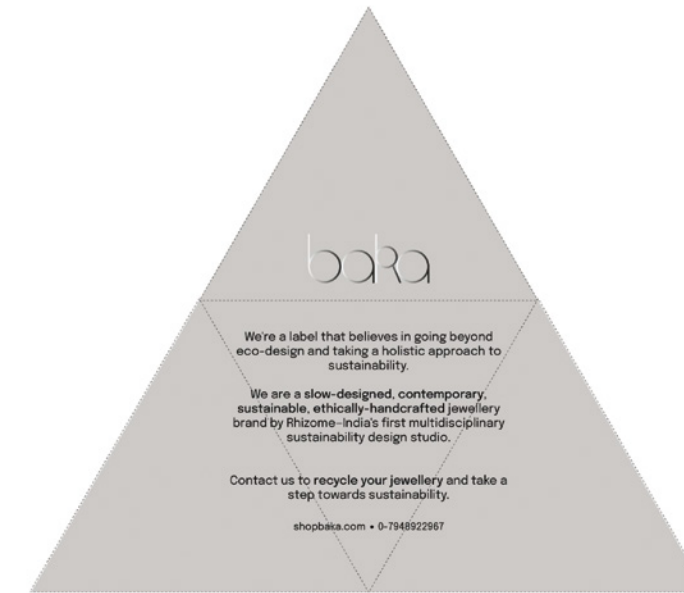 baka
We're a label that believes in going beyond
eco-design and taking a holistic approach to
sustainability.
We are a slow-designed, contemporary,
sustainable, ethically-handcrafted jewellery
brand by Rhizome–India's first multidisciplinary
sustainability design studio.
Contact us to recycle your jewellery and take a
step towards sustainability.
shopbaka.com • 0-7948922967